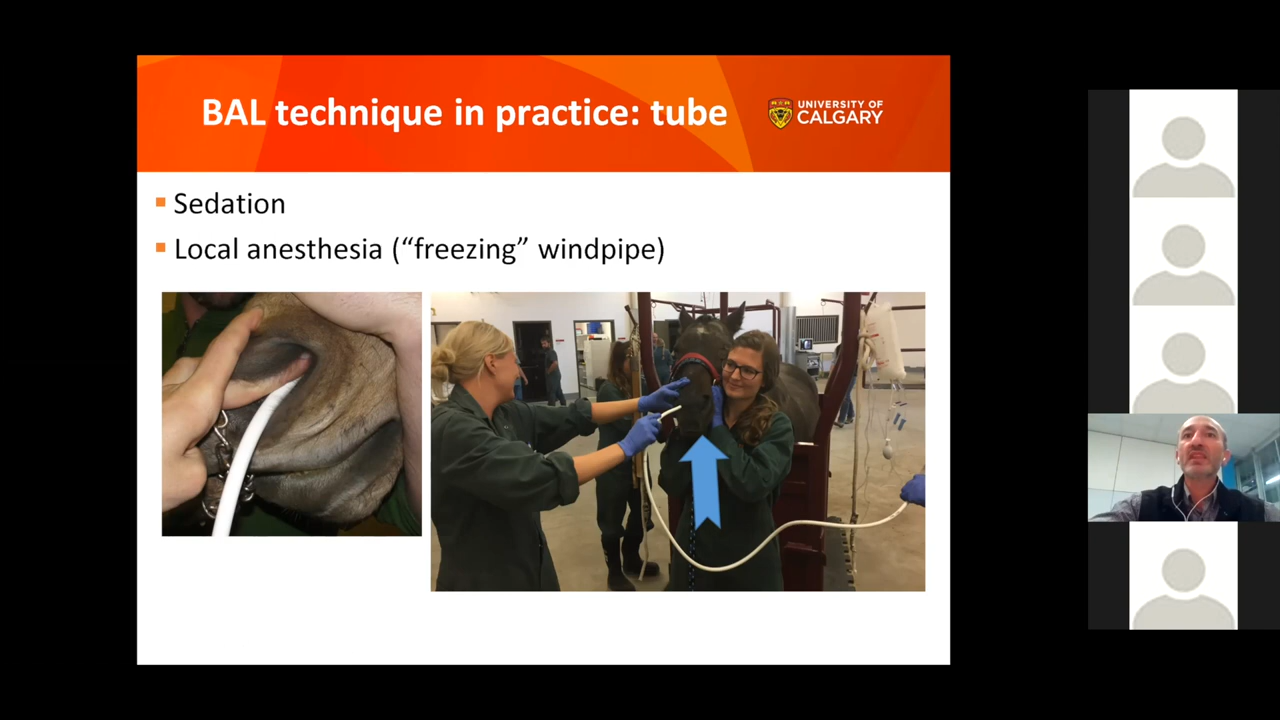 BAL technique in practice: tube
UNIVERSITY OF
CALGARY
Sedation
Local anesthesia (“freezing” windpipe)